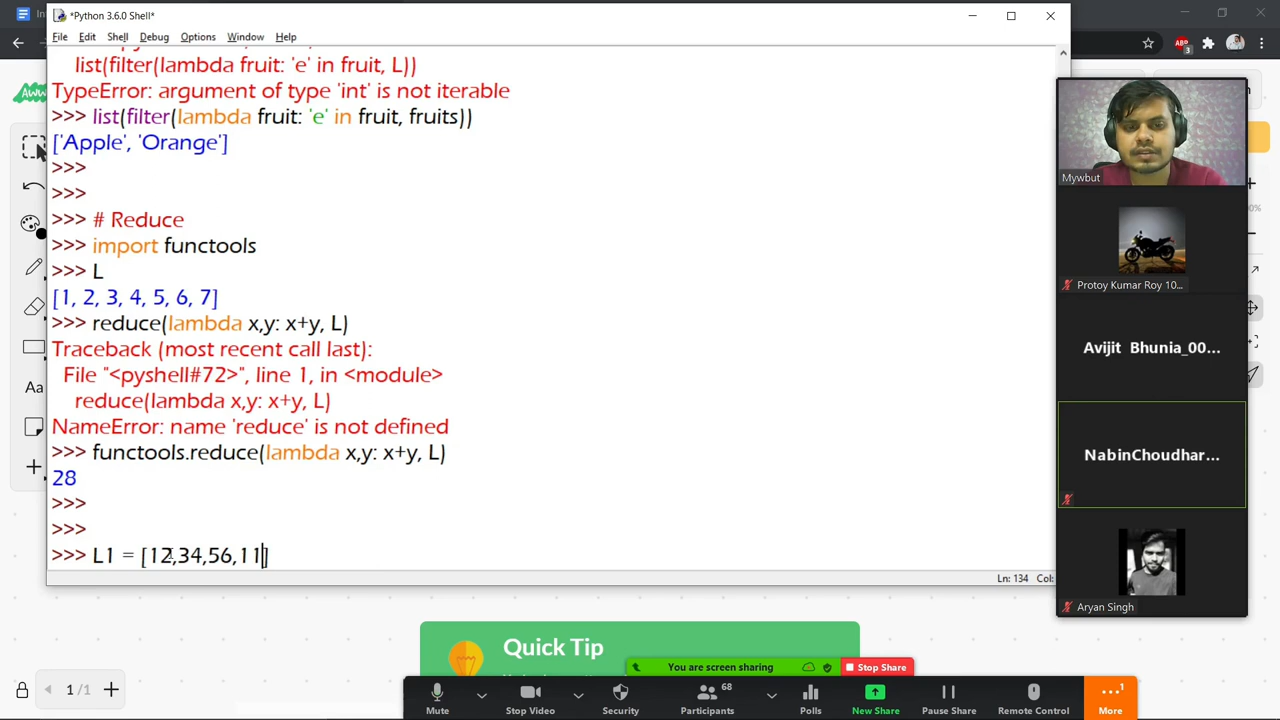 *Python 3.6.0 Shell*
File Edit Shell Debug Options Window Help
list(filter(lambda fruit: 'e' in fruit, L))
TypeError: argument of type 'int' is not iterable
>>> list(filter(lambda fruit: 'e' in fruit, fruits))
['Apple', 'Orange']
>>>
>>>
>>> # Reduce
>>> import functools
>>> L
[1, 2, 3, 4, 5, 6, 7]
>>> reduce(lambda x,y: x+y, L)
Traceback (most recent call last):
File "<pyshell#72>", line 1, in <module>
reduce(lambda x,y: x+y, L)
NameError: name 'reduce' is not defined
>>> functools.reduce(lambda x,y: x+y, L)
28
>>>
>>>
>>> L1 = [12,34,56,11]
Ln: 134 Col:
ABP
3
Mywbut
Protoy Kumar Roy 10...
Avijit Bhunia_00...
NabinChoudhar...
Aryan Singh
Aa
1 /1
Quick Tip
You are screen sharing Stop Share
68
1
Mute Stop Video Security Participants Polls New Share Pause Share Remote Control More